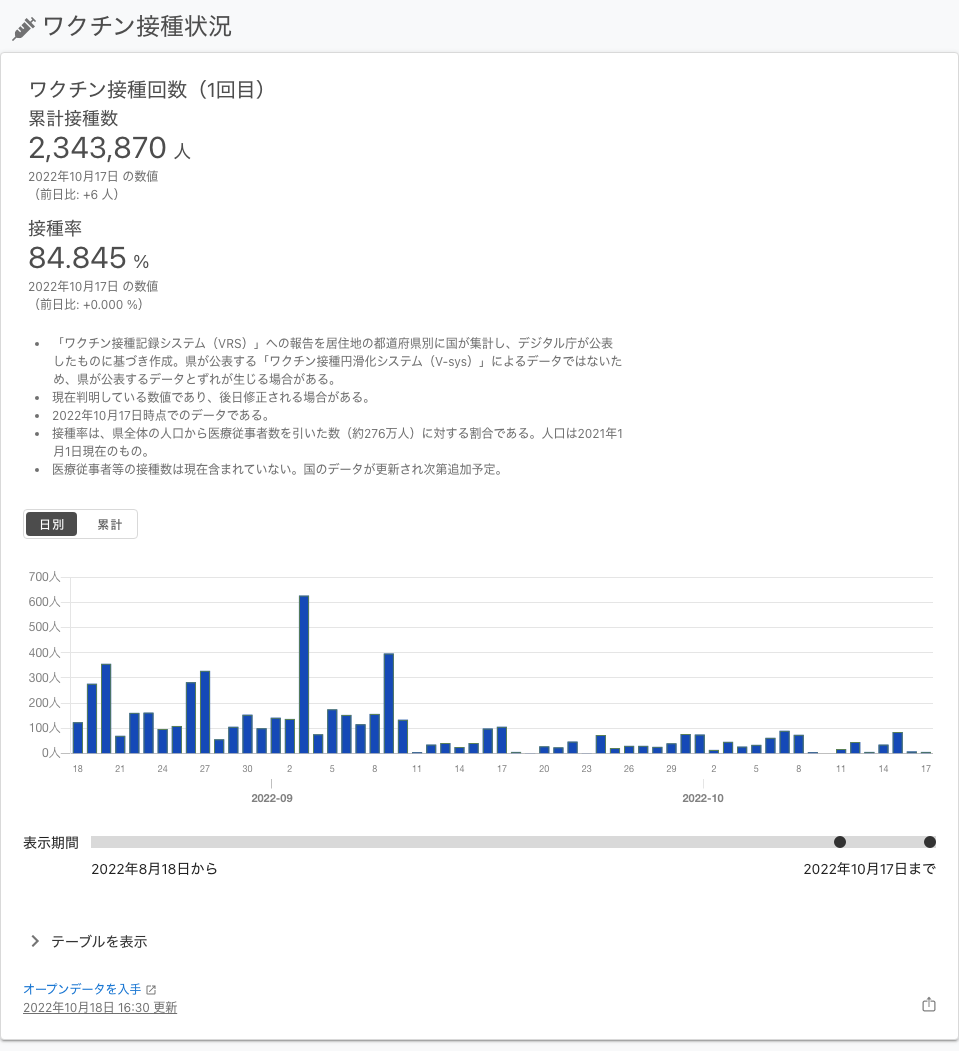 ワクチン接種状況
ワクチン接種回数（1回目）
累計接種数
2,343,870 人
2022年10月17日 の数値
（前日比: +6 人）
接種率
84.845 %
2022年10月17日 の数値
（前日比: +0.000 %）
• 「ワクチン接種記録システム（VRS）」への報告を居住地の都道府県別に国が集計し、デジタル庁が公表
したものに基づき作成。県が公表する「ワクチン接種円滑化システム（V-sys）」によるデータではないた
め、県が公表するデータとずれが生じる場合がある。
• 現在判明している数値であり、後日修正される場合がある。
• 2022年10月17日時点でのデータである。
• 接種率は、県全体の人口から医療従事者数を引いた数（約276万人）に対する割合である。人口は2021年1
月1日現在のもの。
• 医療従事者等の接種数は現在含まれていない。国のデータが更新され次第追加予定。
日別 累計
700人
600人
500人
400人
300人
200人
100人
0人
18 21 24 27 30 2 5 8 11 14 17 20 23 26 29 2 5 8 11 14 17
2022-09 2022-10
表示期間
2022年8月18日から 2022年10月17日まで
テーブルを表示
オープンデータを入手
2022年10月18日 16:30 更新